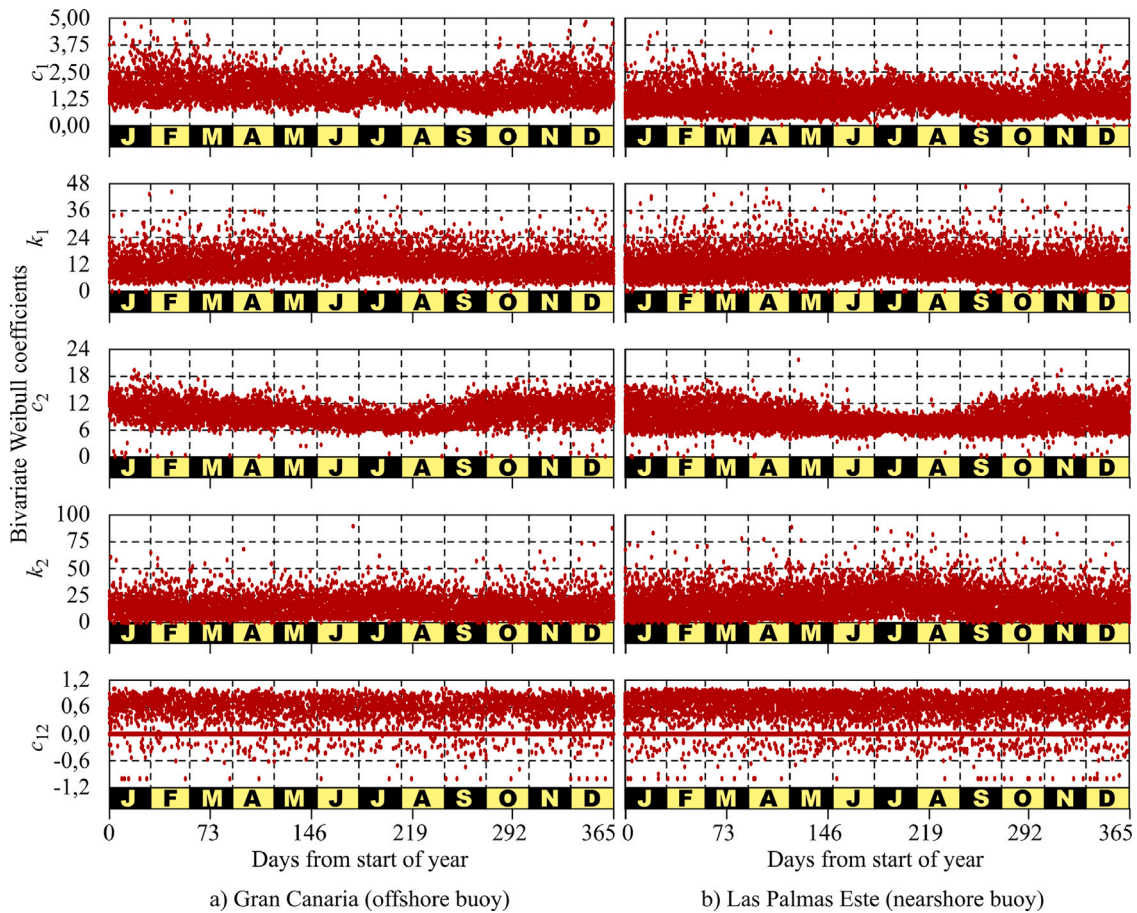 Bivariate Weibull coefficients
c1
5,00
3,75
2,50
1,25
0,00
J F M A M J J A S O N D
J F M A M J J A S O N D
k1
48
36
24
12
0
J F M A M J J A S O N D
J F M A M J J A S O N D
c2
24
18
12
6
0
J F M A M J J A S O N D
J F M A M J J A S O N D
k2
100
75
50
25
0
J F M A M J J A S O N D
J F M A M J J A S O N D
c12
1,2
0,6
0,0
-0,6
-1,2
J F M A M J J A S O N D
J F M A M J J A S O N D
0 73 146 219 292 365
0 73 146 219 292 365
Days from start of year
Days from start of year
a) Gran Canaria (offshore buoy)
b) Las Palmas Este (nearshore buoy)